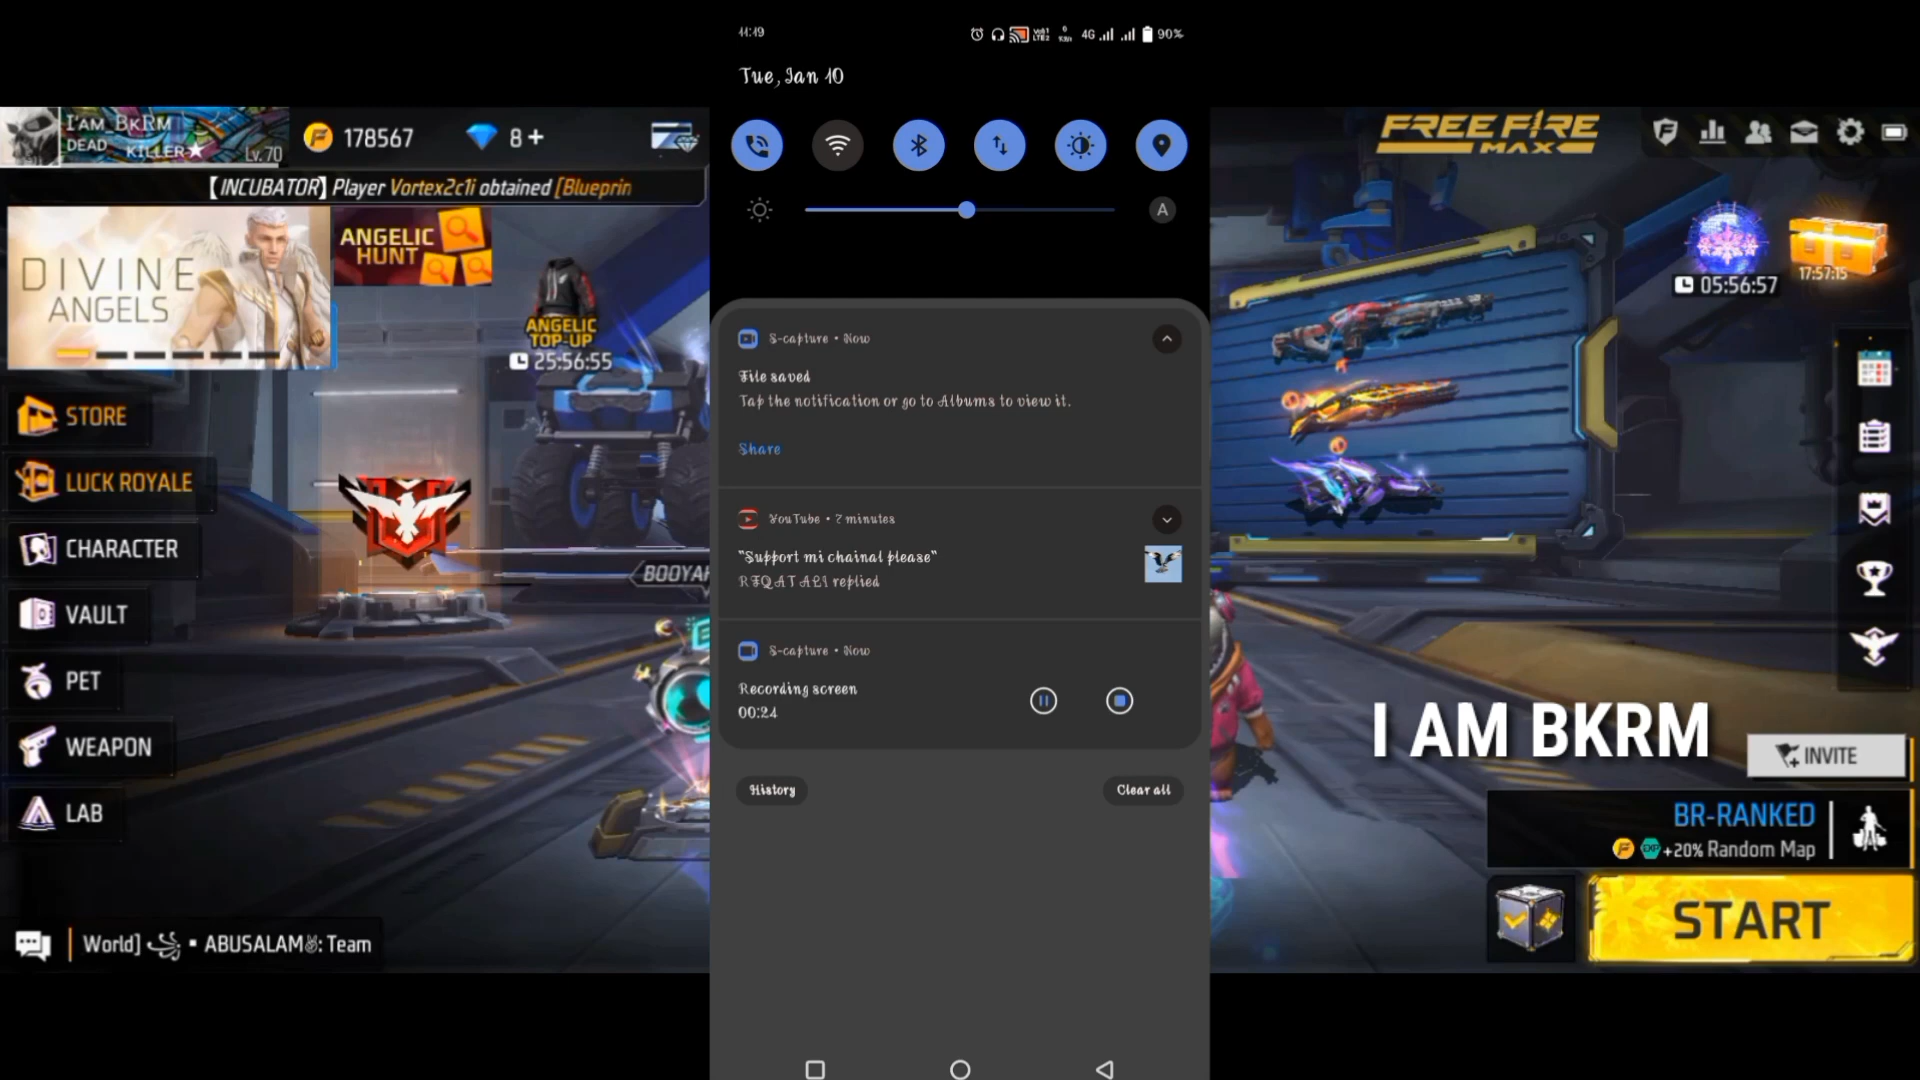 I'AM_BKRM
DEAD KILLER★
Lv.70
178567
8 +
【INCUBATOR】 Player Vortex2c1i obtained [Blueprin
DIVINE
ANGELS
ANGELIC
HUNT
ANGELIC
TOP-UP
25:56:55
STORE
LUCK ROYALE
CHARACTER
VAULT
PET
WEAPON
LAB
BOOYAH
World] ꧁ ▪ ABUSALAM✌: Team
11:19
4G
90%
Tue, Jan 10
A
S-capture • Now
File saved
Tap the notification or go to Albums to view it.
Share
YouTube • 7 minutes
"Support mi chainal please"
RFQAT ALI replied
S-capture • Now
Recording screen
00:24
History
Clear all
FREE FIRE
MAX
05:56:57
17:57:15
I AM BKRM
INVITE
BR-RANKED
EXP +20% Random Map
START